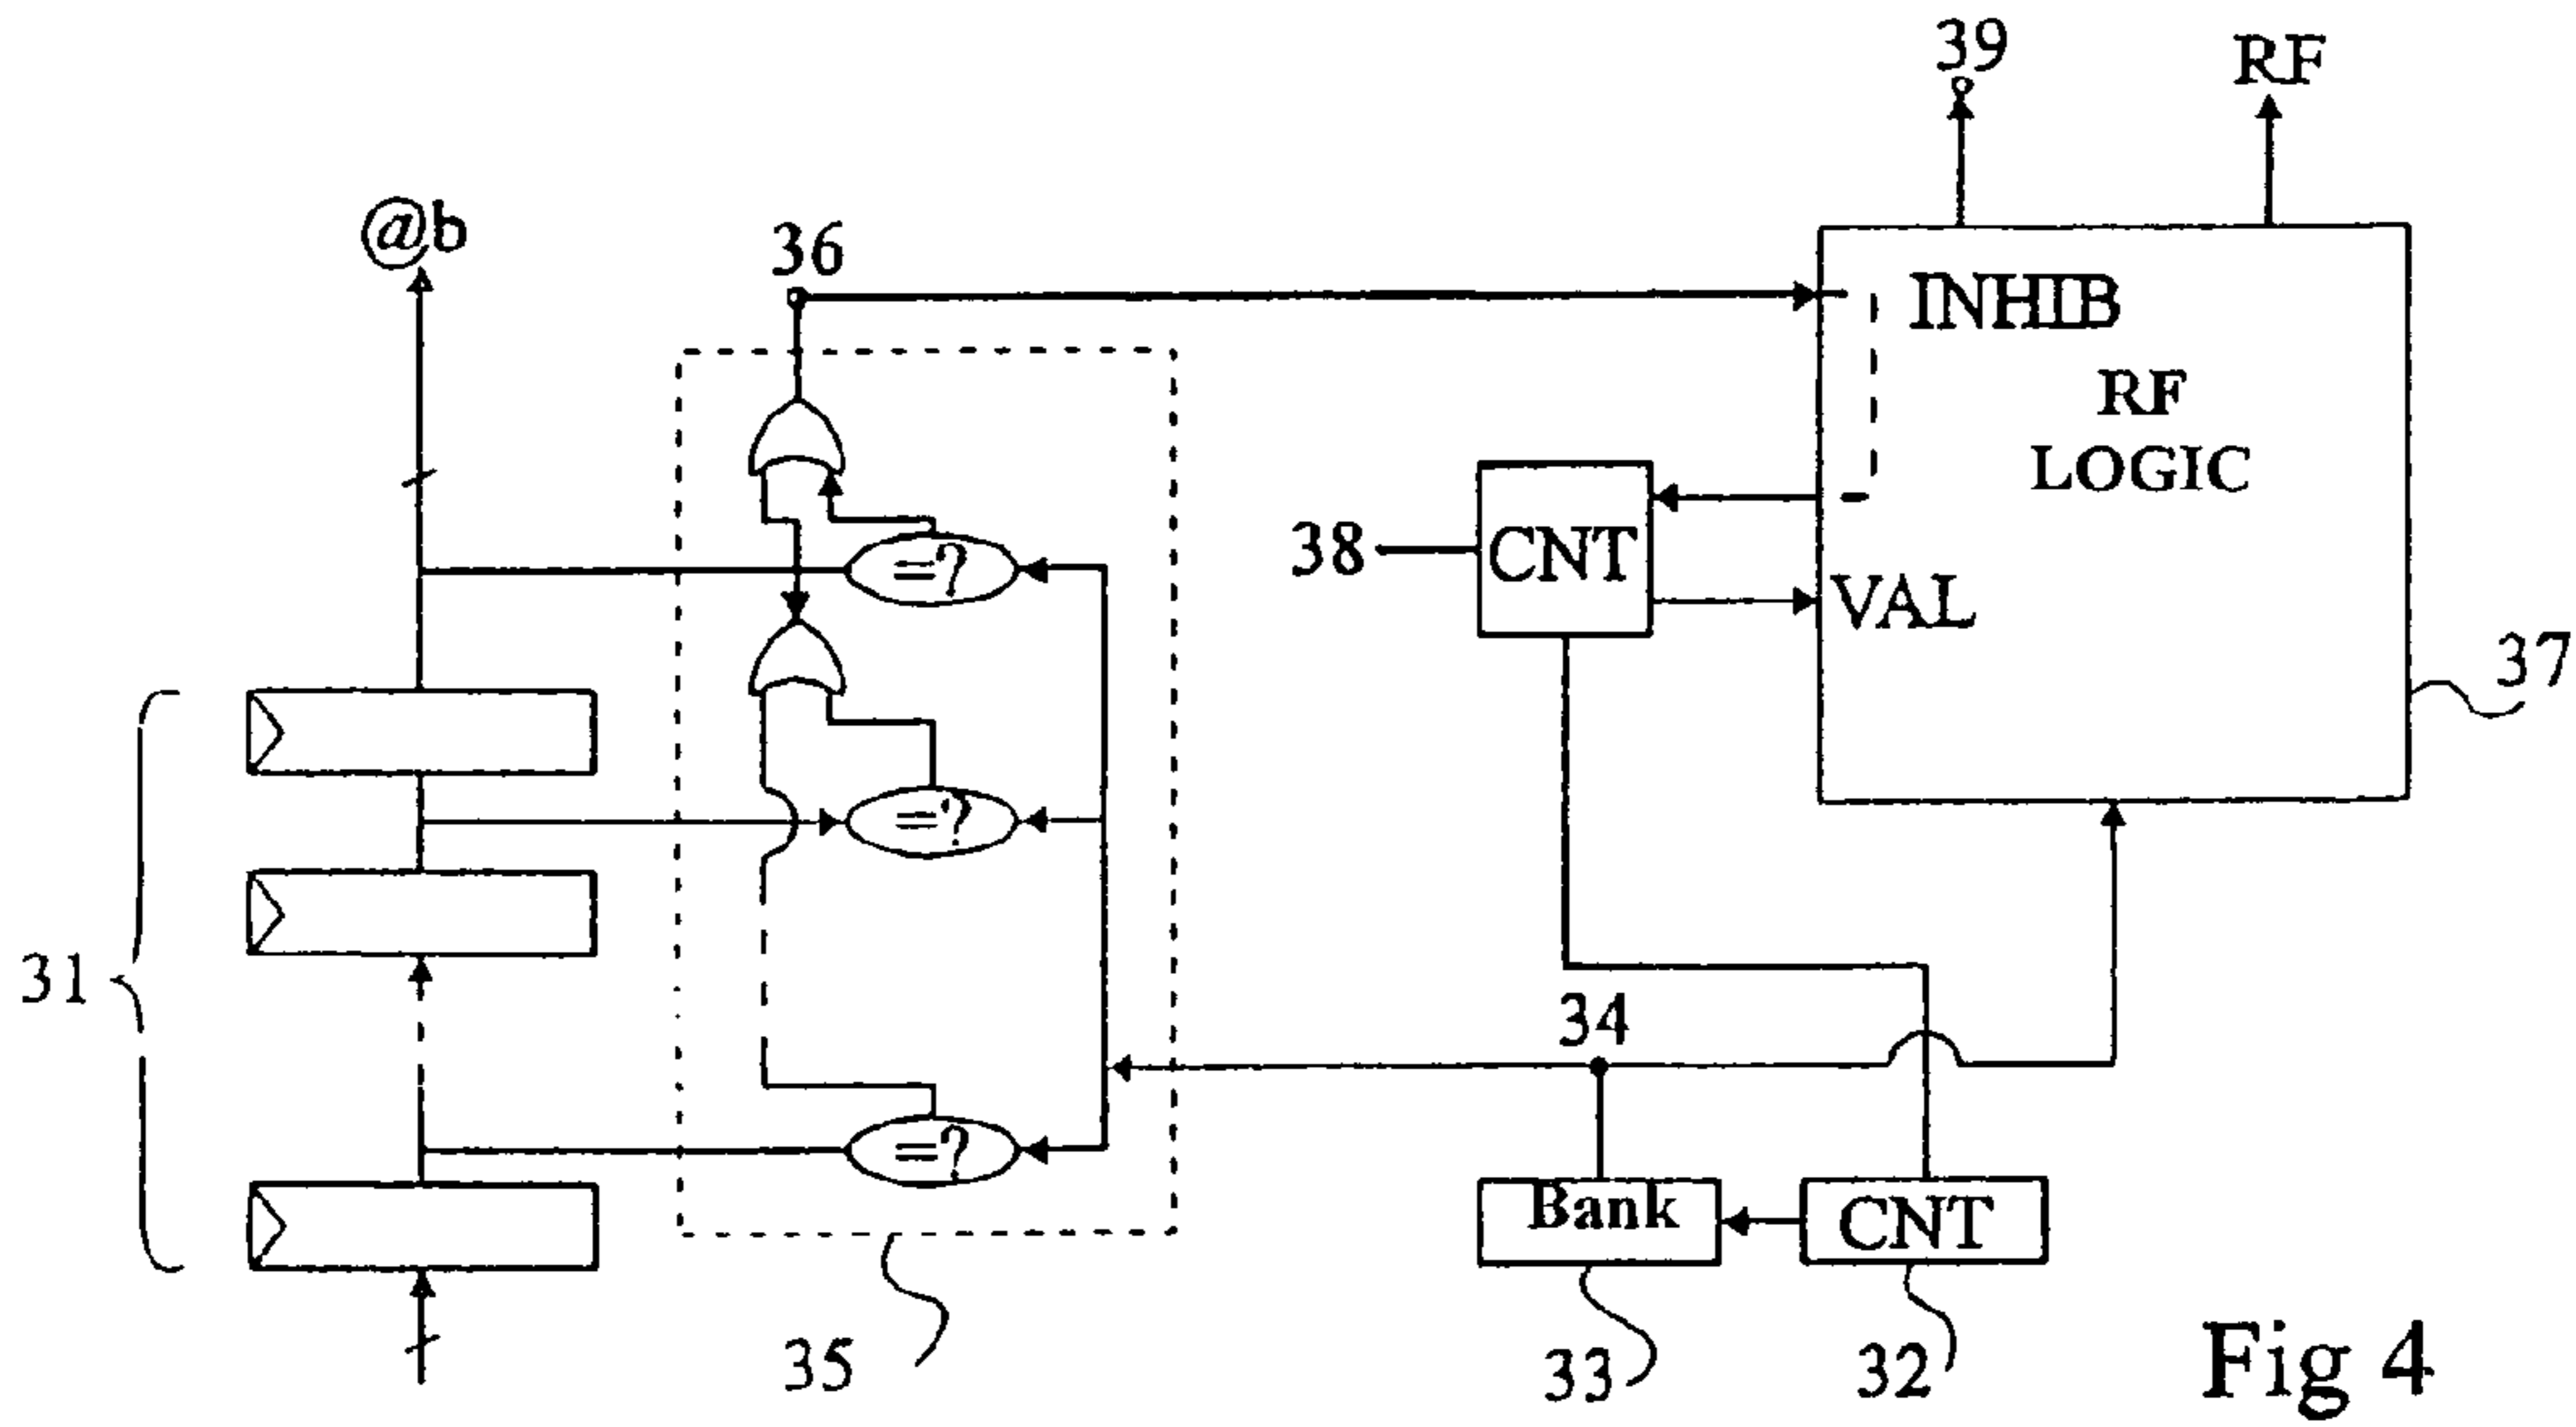 39
RF
@b
36
INHIB
RF
LOGIC
38
CNT
=?
VAL
37
=?
31
34
=?
Bank
CNT
35
33
32
Fig 4